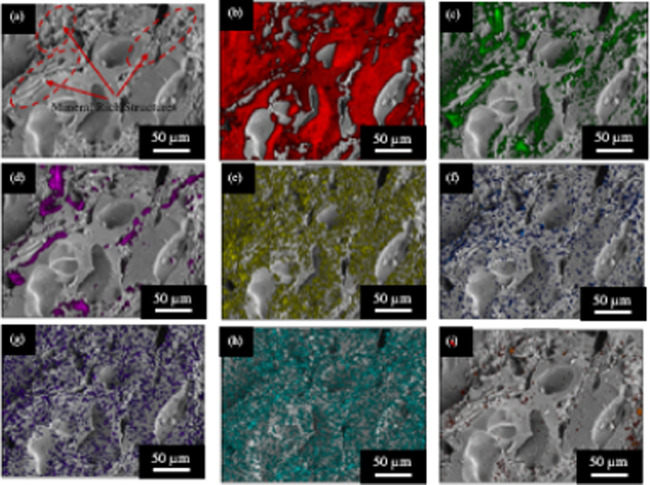 (a)
Mineral Rich Structures
50 µm
(b)
50 µm
(c)
50 µm
(d)
50 µm
(e)
50 µm
(f)
50 µm
(g)
50 µm
(h)
50 µm
(i)
50 µm